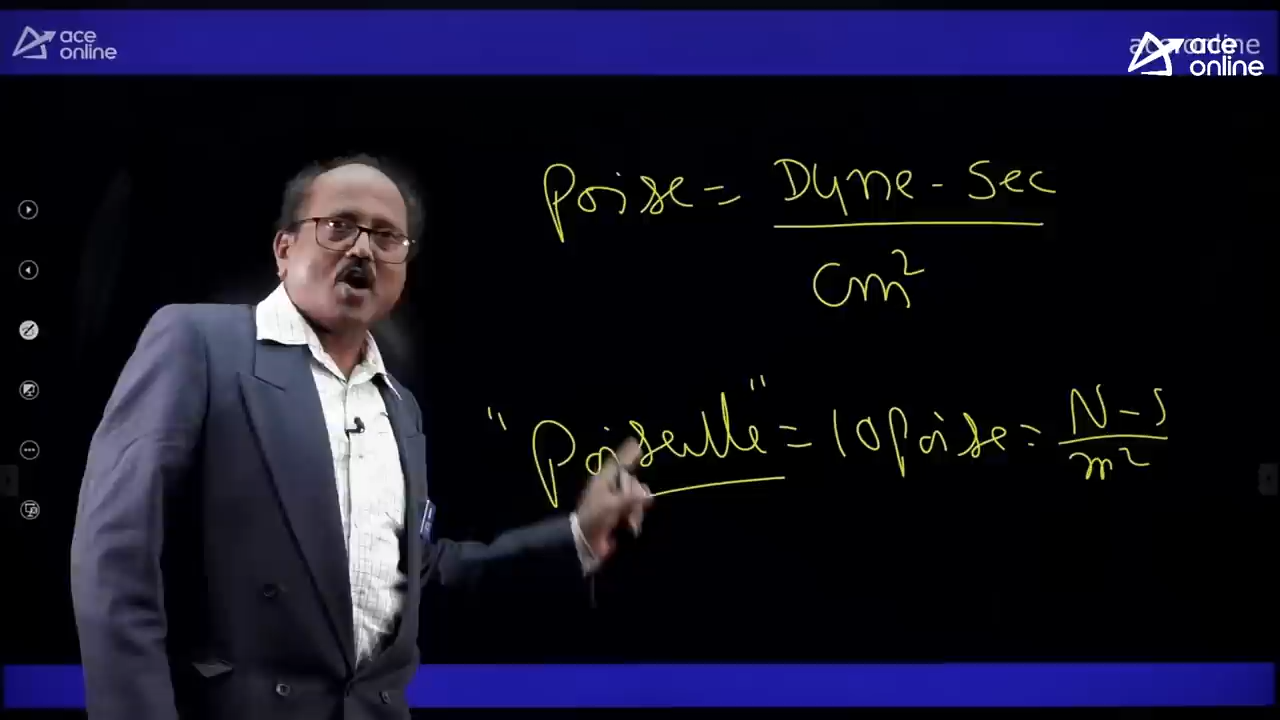 ace
online
ace
online
Poise = Dyne - Sec
cm²
"Poiseulle" = 10 Poise = N-S
m²